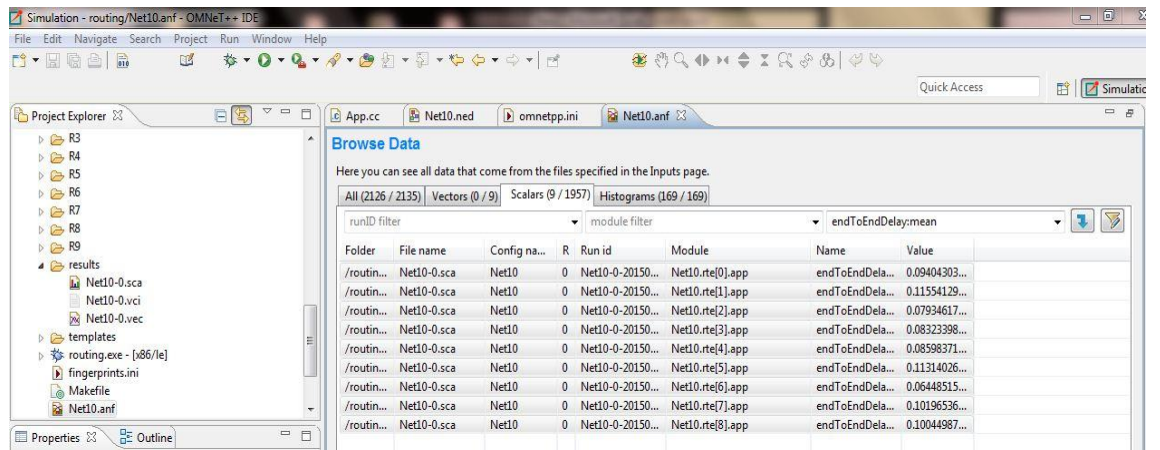 Simulation - routing/Net10.anf - OMNeT++ IDE
File Edit Navigate Search Project Run Window Help
Quick Access
Simulatic
Project Explorer
R3
R4
R5
R6
R7
R8
R9
results
Net10-0.sca
Net10-0.vci
Net10-0.vec
templates
routing.exe - [x86/le]
fingerprints.ini
Makefile
Net10.anf
Properties Outline
App.cc Net10.ned omnetpp.ini Net10.anf
Browse Data
Here you can see all data that come from the files specified in the Inputs page.
All (2126 / 2135) Vectors (0 / 9) Scalars (9 / 1957) Histograms (169 / 169)
runID filter module filter endToEndDelay:mean
Folder File name Config na... R Run id Module Name Value
/routin... Net10-0.sca Net10 0 Net10-0-20150... Net10.rte[0].app endToEndDela... 0.09404303...
/routin... Net10-0.sca Net10 0 Net10-0-20150... Net10.rte[1].app endToEndDela... 0.11554129...
/routin... Net10-0.sca Net10 0 Net10-0-20150... Net10.rte[2].app endToEndDela... 0.07934617...
/routin... Net10-0.sca Net10 0 Net10-0-20150... Net10.rte[3].app endToEndDela... 0.08323398...
/routin... Net10-0.sca Net10 0 Net10-0-20150... Net10.rte[4].app endToEndDela... 0.08598371...
/routin... Net10-0.sca Net10 0 Net10-0-20150... Net10.rte[5].app endToEndDela... 0.11314026...
/routin... Net10-0.sca Net10 0 Net10-0-20150... Net10.rte[6].app endToEndDela... 0.06448515...
/routin... Net10-0.sca Net10 0 Net10-0-20150... Net10.rte[7].app endToEndDela... 0.10196536...
/routin... Net10-0.sca Net10 0 Net10-0-20150... Net10.rte[8].app endToEndDela... 0.10044987...